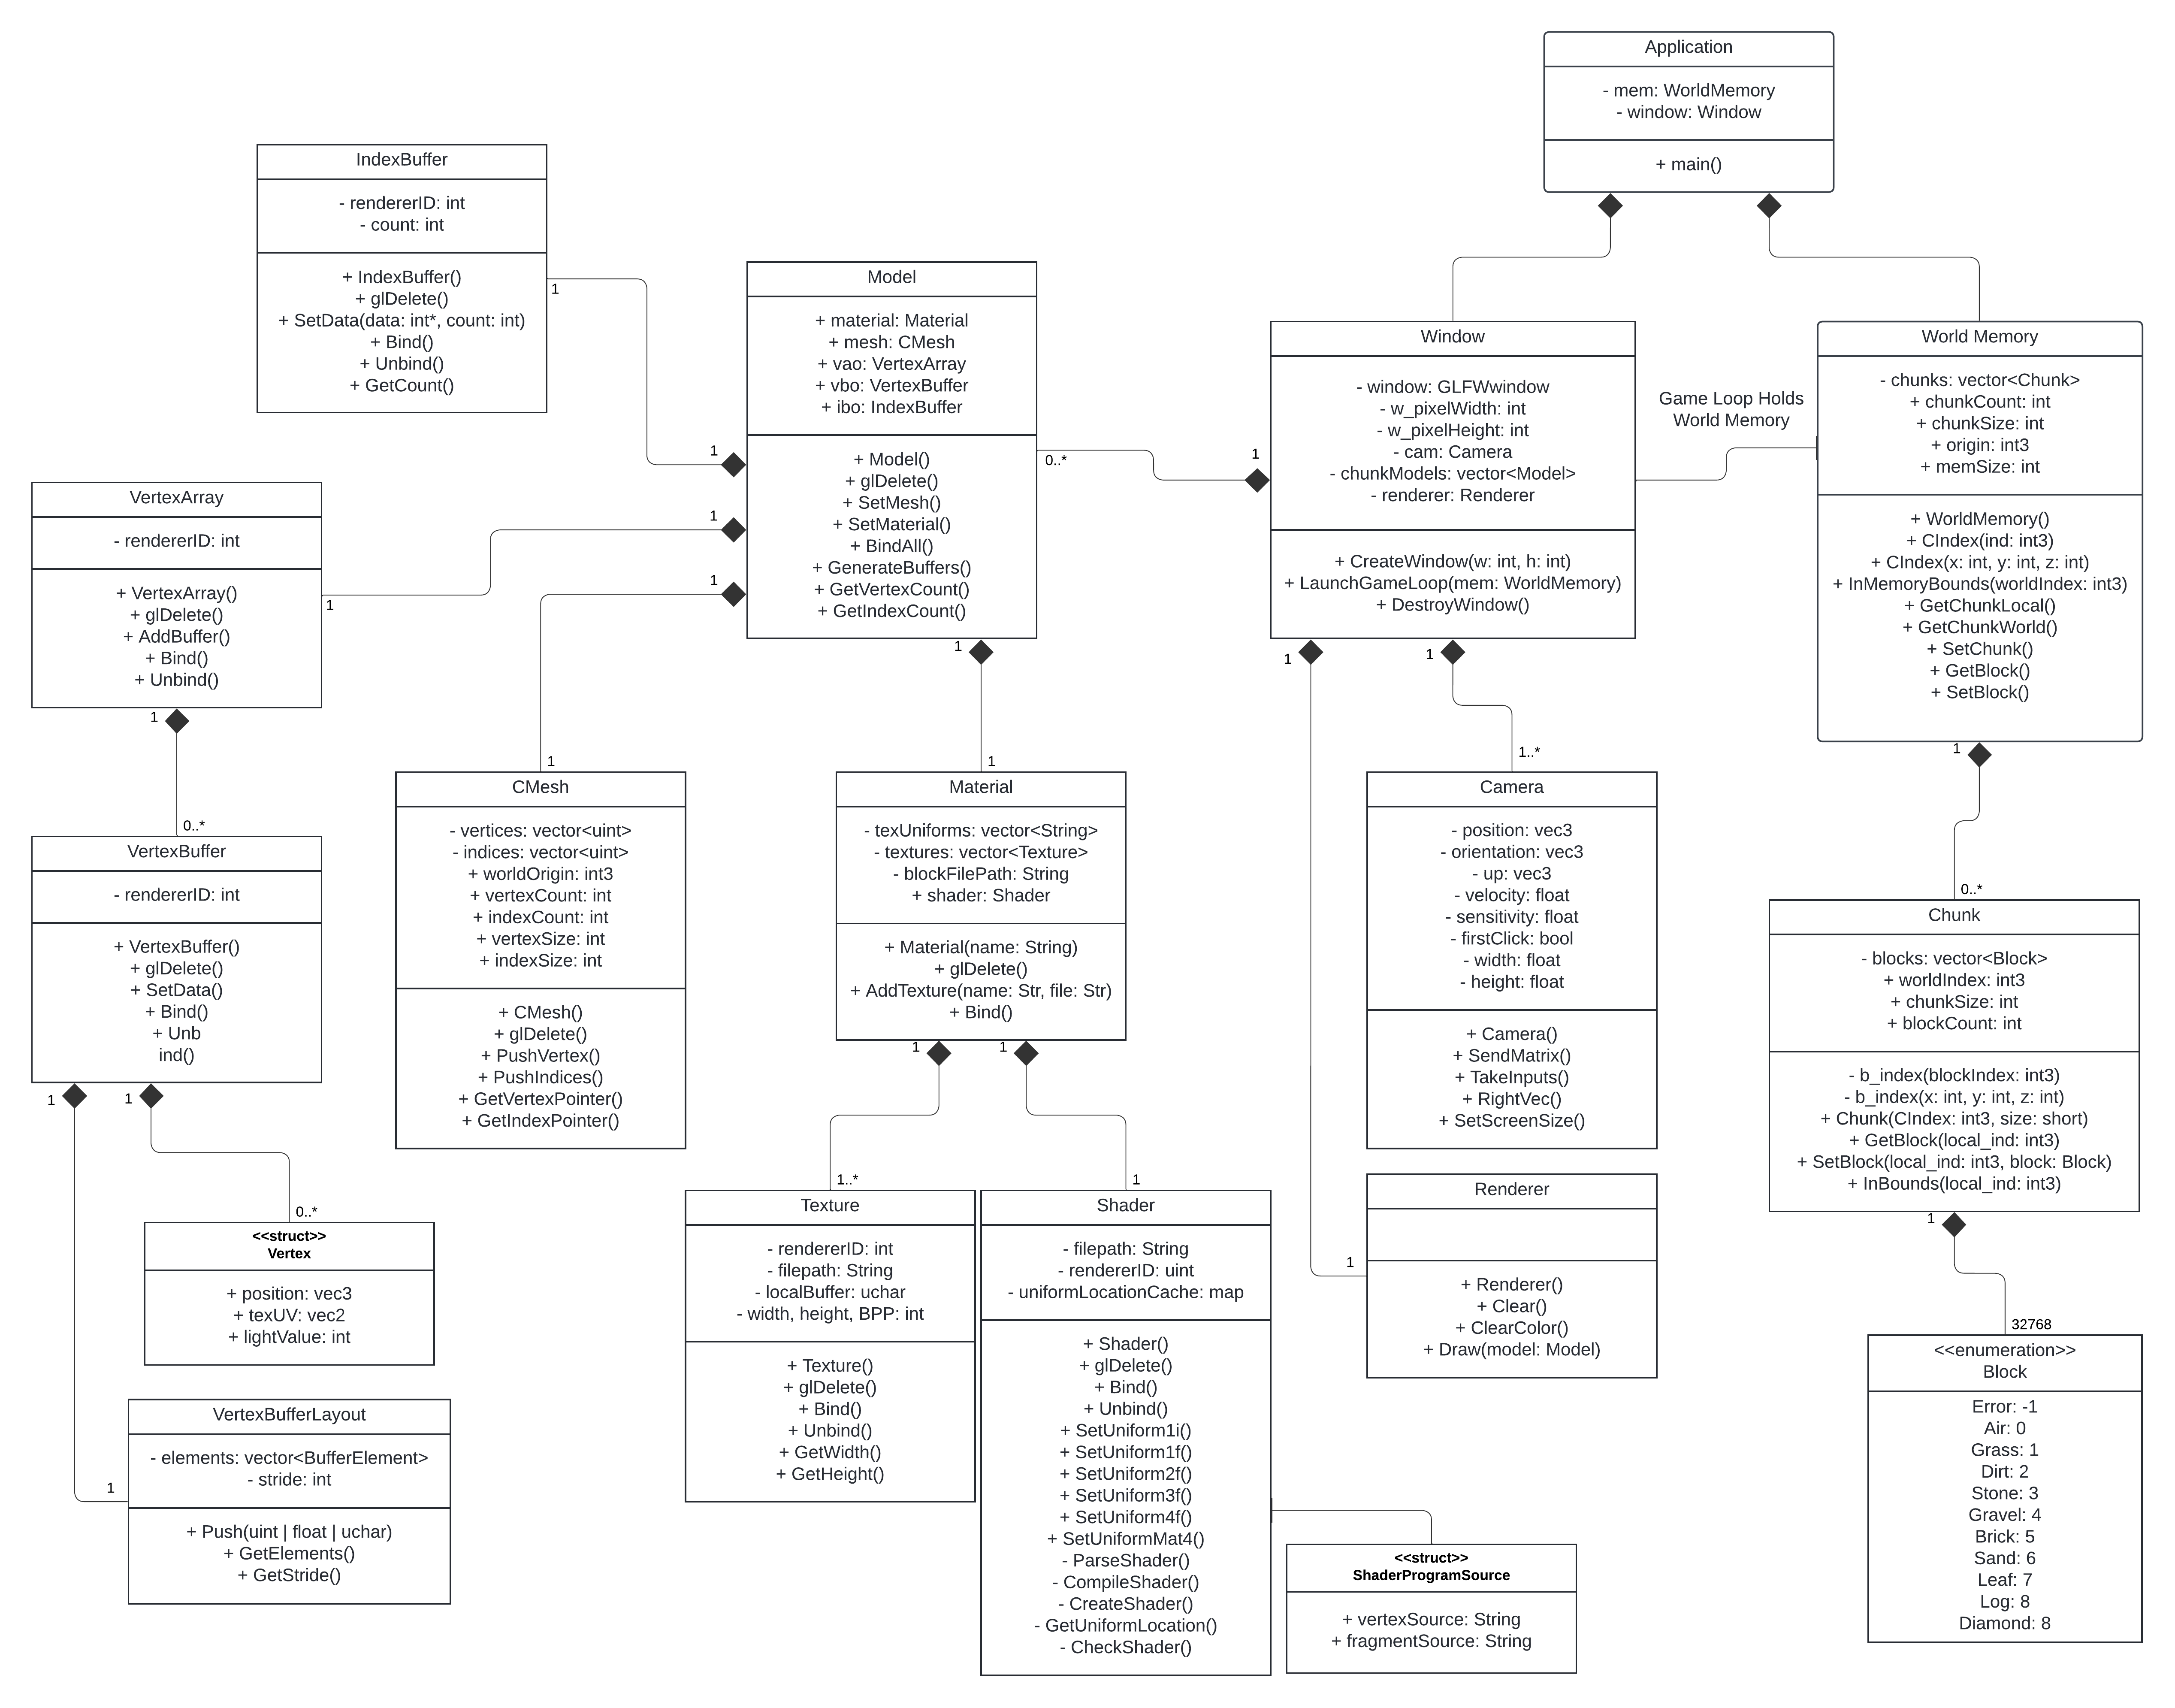 Application
- mem: WorldMemory
- window: Window
+ main()
IndexBuffer
- rendererID: int
- count: int
+ IndexBuffer()
+ glDelete()
+ SetData(data: int*, count: int)
+ Bind()
+ Unbind()
+ GetCount()
1
1
Model
+ material: Material
+ mesh: CMesh
+ vao: VertexArray
+ vbo: VertexBuffer
+ ibo: IndexBuffer
+ Model()
+ glDelete()
+ SetMesh()
+ SetMaterial()
+ BindAll()
+ GenerateBuffers()
+ GetVertexCount()
+ GetIndexCount()
0..*
1
Window
- window: GLFWwindow
- w_pixelWidth: int
- w_pixelHeight: int
- cam: Camera
- chunkModels: vector<Model>
- renderer: Renderer
+ CreateWindow(w: int, h: int)
+ LaunchGameLoop(mem: WorldMemory)
+ DestroyWindow()
Game Loop Holds
World Memory
World Memory
- chunks: vector<Chunk>
+ chunkCount: int
+ chunkSize: int
+ origin: int3
+ memSize: int
+ WorldMemory()
+ CIndex(ind: int3)
+ CIndex(x: int, y: int, z: int)
+ InMemoryBounds(worldIndex: int3)
+ GetChunkLocal()
+ GetChunkWorld()
+ SetChunk()
+ GetBlock()
+ SetBlock()
VertexArray
- rendererID: int
+ VertexArray()
+ glDelete()
+ AddBuffer()
+ Bind()
+ Unbind()
1
1
1
1
1
1
1
1
0..*
1
1
1..*
0..*
VertexBuffer
- rendererID: int
+ VertexBuffer()
+ glDelete()
+ SetData()
+ Bind()
+ Unb
ind()
CMesh
- vertices: vector<uint>
- indices: vector<uint>
+ worldOrigin: int3
+ vertexCount: int
+ indexCount: int
+ vertexSize: int
+ indexSize: int
+ CMesh()
+ glDelete()
+ PushVertex()
+ PushIndices()
+ GetVertexPointer()
+ GetIndexPointer()
Material
- texUniforms: vector<String>
- textures: vector<Texture>
- blockFilePath: String
+ shader: Shader
+ Material(name: String)
+ glDelete()
+ AddTexture(name: Str, file: Str)
+ Bind()
Camera
- position: vec3
- orientation: vec3
- up: vec3
- velocity: float
- sensitivity: float
- firstClick: bool
- width: float
- height: float
+ Camera()
+ SendMatrix()
+ TakeInputs()
+ RightVec()
+ SetScreenSize()
Chunk
- blocks: vector<Block>
+ worldIndex: int3
+ chunkSize: int
+ blockCount: int
- b_index(blockIndex: int3)
- b_index(x: int, y: int, z: int)
+ Chunk(CIndex: int3, size: short)
+ GetBlock(local_ind: int3)
+ SetBlock(local_ind: int3, block: Block)
+ InBounds(local_ind: int3)
1
1
1
1
0..*
1..*
1
1
1
32768
<<struct>>
Vertex
+ position: vec3
+ texUV: vec2
+ lightValue: int
Texture
- rendererID: int
- filepath: String
- localBuffer: uchar
- width, height, BPP: int
+ Texture()
+ glDelete()
+ Bind()
+ Unbind()
+ GetWidth()
+ GetHeight()
Shader
- filepath: String
- rendererID: uint
- uniformLocationCache: map
+ Shader()
+ glDelete()
+ Bind()
+ Unbind()
+ SetUniform1i()
+ SetUniform1f()
+ SetUniform2f()
+ SetUniform3f()
+ SetUniform4f()
+ SetUniformMat4()
- ParseShader()
- CompileShader()
- CreateShader()
- GetUniformLocation()
- CheckShader()
Renderer
+ Renderer()
+ Clear()
+ ClearColor()
+ Draw(model: Model)
<<enumeration>>
Block
Error: -1
Air: 0
Grass: 1
Dirt: 2
Stone: 3
Gravel: 4
Brick: 5
Sand: 6
Leaf: 7
Log: 8
Diamond: 8
VertexBufferLayout
- elements: vector<BufferElement>
- stride: int
+ Push(uint | float | uchar)
+ GetElements()
+ GetStride()
1
<<struct>>
ShaderProgramSource
+ vertexSource: String
+ fragmentSource: String